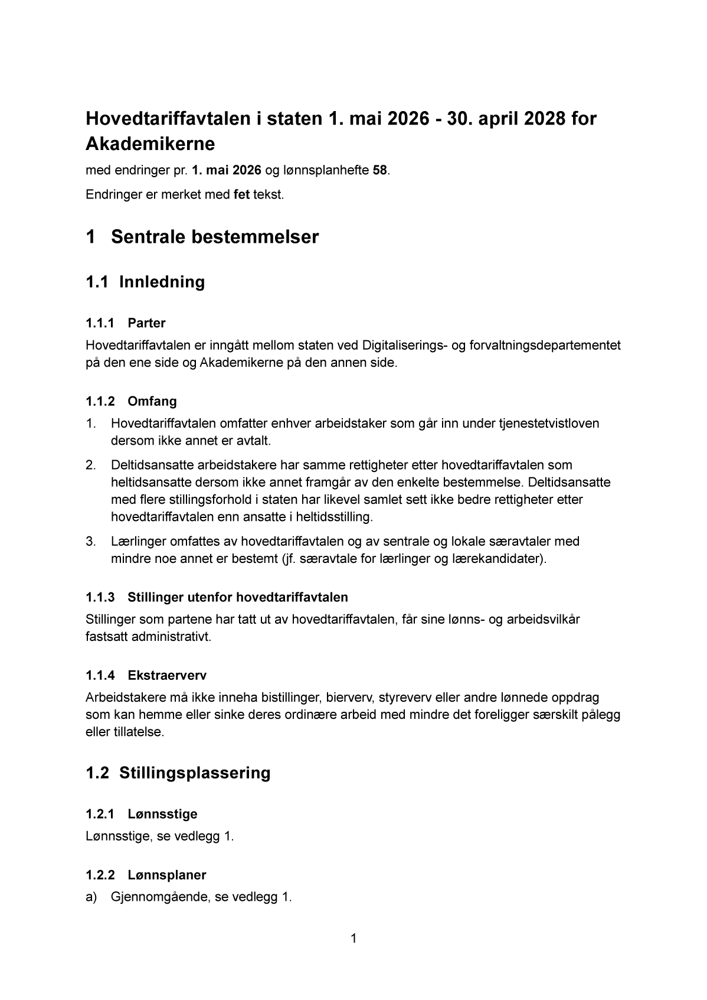 Hovedtariffavtalen i staten 1. mai 2026 - 30. april 2028 for
Akademikerne
med endringer pr. 1. mai 2026 og lønnsplanhefte 58.
Endringer er merket med fet tekst.
1 Sentrale bestemmelser
1.1 Innledning
1.1.1 Parter
Hovedtariffavtalen er inngått mellom staten ved Digitaliserings- og forvaltningsdepartementet
på den ene side og Akademikerne på den annen side.
1.1.2 Omfang
1. Hovedtariffavtalen omfatter enhver arbeidstaker som går inn under tjenestetvistloven
dersom ikke annet er avtalt.
2. Deltidsansatte arbeidstakere har samme rettigheter etter hovedtariffavtalen som
heltidsansatte dersom ikke annet framgår av den enkelte bestemmelse. Deltidsansatte
med flere stillingsforhold i staten har likevel samlet sett ikke bedre rettigheter etter
hovedtariffavtalen enn ansatte i heltidsstilling.
3. Lærlinger omfattes av hovedtariffavtalen og av sentrale og lokale særavtaler med
mindre noe annet er bestemt (jf. særavtale for lærlinger og lærekandidater).
1.1.3 Stillinger utenfor hovedtariffavtalen
Stillinger som partene har tatt ut av hovedtariffavtalen, får sine lønns- og arbeidsvilkår
fastsatt administrativt.
1.1.4 Ekstraerverv
Arbeidstakere må ikke inneha bistillinger, bierverv, styreverv eller andre lønnede oppdrag
som kan hemme eller sinke deres ordinære arbeid med mindre det foreligger særskilt pålegg
eller tillatelse.
1.2 Stillingsplassering
1.2.1 Lønnsstige
Lønnsstige, se vedlegg 1.
1.2.2 Lønnsplaner
a) Gjennomgående, se vedlegg 1.
1